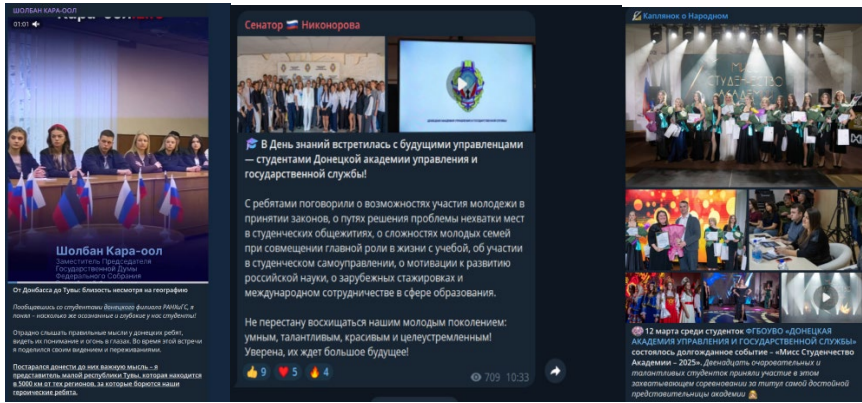 ШОЛБАН КАРА-ООЛ
01:01
Шолбан Кара-оол
Заместитель Председателя
Государственной Думы
Федерального Собрания
От Донбасса до Тувы: близость несмотря на географию
Пообщавшись со студентами донецкого филиала РАНХиГС, я
понял – насколько же осознанные и глубокие у нас студенты!
Отрадно слышать правильные мысли у донецких ребят,
видеть их понимание и огонь в глазах. Во время этой встречи
я поделился своим видением и переживаниями.
Постарался донести до них важную мысль – я
представитель малой республики Тувы, которая находится
в 5000 км от тех регионов, за которые борются наши
героические ребята.
Сенатор Никонорова
🎓 В День знаний встретилась с будущими управленцами
— студентами Донецкой академии управления и
государственной службы!
С ребятами поговорили о возможностях участия молодежи в
принятии законов, о путях решения проблемы нехватки мест
в студенческих общежитиях, о сложностях молодых семей
при совмещении главной роли в жизни с учебой, об участии
в студенческом самоуправлении, о мотивации к развитию
российской науки, о зарубежных стажировках и
международном сотрудничестве в сфере образования.
Не перестану восхищаться нашим молодым поколением:
умным, талантливым, красивым и целеустремленным!
Уверена, их ждет большое будущее!
👍 9 ❤ 5 🔥 4
709 10:33
Каплянок о Народном
СТУДЕНЧЕСТВО
12 марта среди студенток ФГБОУВО «ДОНЕЦКАЯ
АКАДЕМИЯ УПРАВЛЕНИЯ И ГОСУДАРСТВЕННОЙ СЛУЖБЫ»
состоялось долгожданное событие – «Мисс Студенчество
Академии – 2025». Двенадцать очаровательных и
талантливых студенток приняли участие в этом
захватывающем соревновании за титул самой достойной
представительницы академии